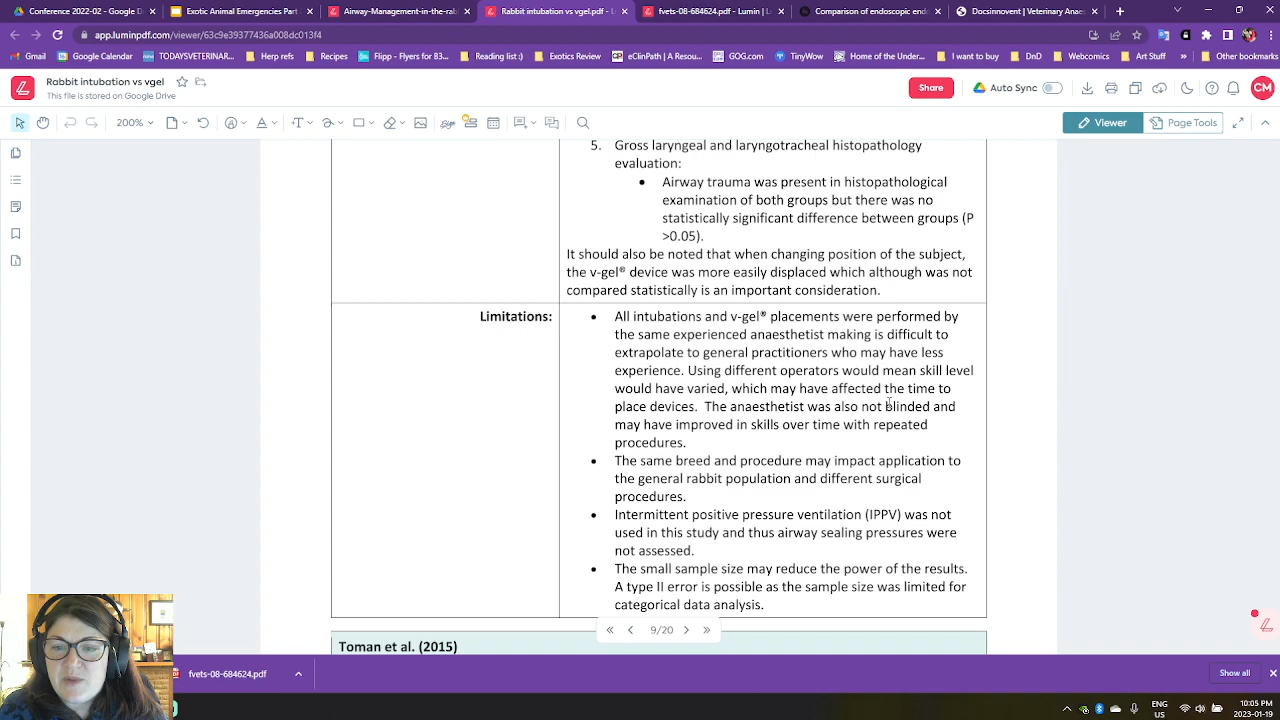 Conference 2022-02 - Google D
Exotic Animal Emergencies Part
Airway-Management-in-the-rab
Rabbit intubation vs vgel.pdf - L
fvets-08-684624.pdf - Lumin | L
Comparison of endoscopic end
Docsinnovent | Veterinary Anae
app.luminpdf.com/viewer/63c9e39377436a008dc013f4
Gmail
Google Calendar
TODAYSVETERINAR...
Herp refs
Recipes
Flipp - Flyers for B3...
Reading list :)
Exotics Review
eClinPath | A Resou...
GOG.com
TinyWow
Home of the Under...
I want to buy
DnD
Webcomics
Art Stuff
»
Other bookmarks
Rabbit intubation vs vgel
This file is stored on Google Drive
Share
Auto Sync
CM
200%
Viewer
Page Tools
5. Gross laryngeal and laryngotracheal histopathology
evaluation:
• Airway trauma was present in histopathological
examination of both groups but there was no
statistically significant difference between groups (P
>0.05).
It should also be noted that when changing position of the subject,
the v-gel® device was more easily displaced which although was not
compared statistically is an important consideration.
Limitations:
• All intubations and v-gel® placements were performed by
the same experienced anaesthetist making is difficult to
extrapolate to general practitioners who may have less
experience. Using different operators would mean skill level
would have varied, which may have affected the time to
place devices.  The anaesthetist was also not blinded and
may have improved in skills over time with repeated
procedures.
• The same breed and procedure may impact application to
the general rabbit population and different surgical
procedures.
• Intermittent positive pressure ventilation (IPPV) was not
used in this study and thus airway sealing pressures were
not assessed.
• The small sample size may reduce the power of the results.
A type II error is possible as the sample size was limited for
categorical data analysis.
9/20
Toman et al. (2015)
fvets-08-684624.pdf
Show all
ENG
US
10:05 PM
2023-01-19